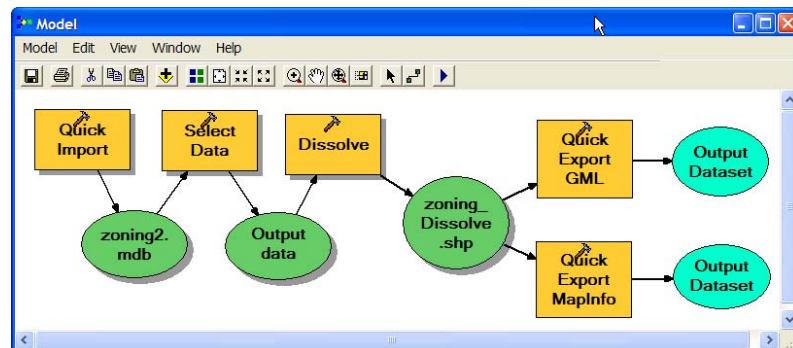 Model
Model Edit View Window Help
Quick
Import
Select
Data
Dissolve
Quick
Export
GML
Output
Dataset
zoning2.
mdb
Output
data
zoning_
Dissolve
.shp
Quick
Export
MapInfo
Output
Dataset